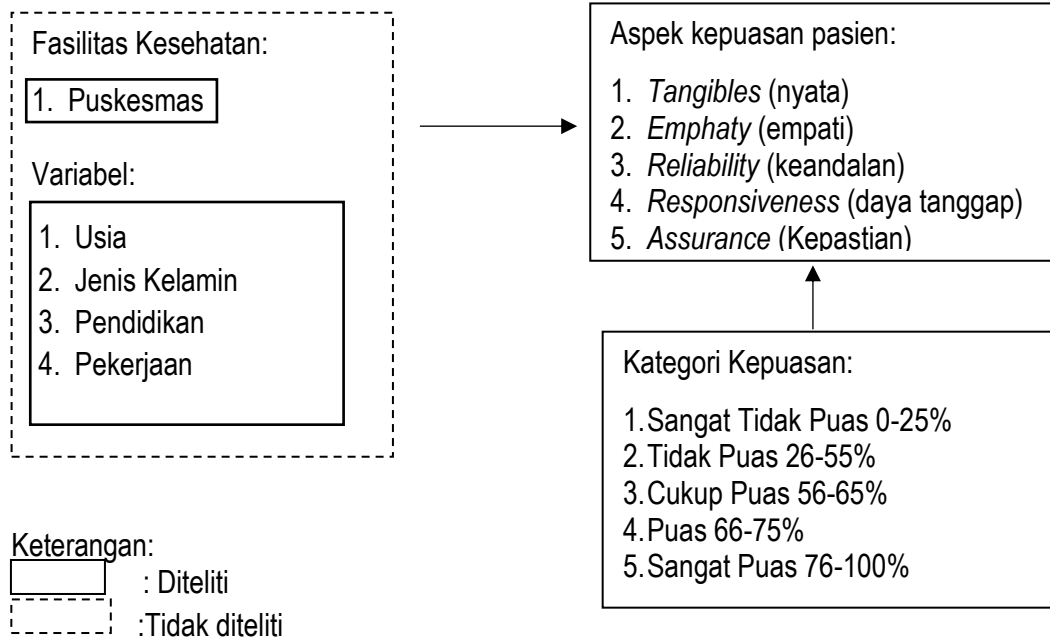 Fasilitas Kesehatan:
1. Puskesmas
Variabel:
1. Usia
2. Jenis Kelamin
3. Pendidikan
4. Pekerjaan
Aspek kepuasan pasien:
1. Tangibles (nyata)
2. Emphaty (empati)
3. Reliability (keandalan)
4. Responsiveness (daya tanggap)
5. Assurance (Kepastian)
Kategori Kepuasan:
1.Sangat Tidak Puas 0-25%
2.Tidak Puas 26-55%
3.Cukup Puas 56-65%
4.Puas 66-75%
5.Sangat Puas 76-100%
Keterangan:
: Diteliti
:Tidak diteliti